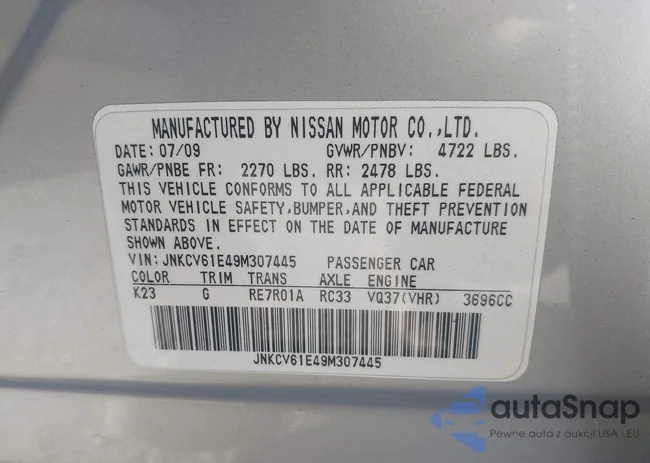 MANUFACTURED BY NISSAN MOTOR CO.,LTD.
DATE: 07/09 GVWR/PNBV: 4722 LBS.
GAWR/PNBE FR: 2270 LBS. RR: 2478 LBS.
THIS VEHICLE CONFORMS TO ALL APPLICABLE FEDERAL
MOTOR VEHICLE SAFETY,BUMPER,AND THEFT PREVENTION
STANDARDS IN EFFECT ON THE DATE OF MANUFACTURE
SHOWN ABOVE.
VIN: JNKCV61E49M307445 PASSENGER CAR
COLOR TRIM TRANS AXLE ENGINE
K23 G RE7R01A RC33 VQ37(VHR) 3696CC
JNKCV61E49M307445
autaSnap
Pewne auta z aukcji USA · EU